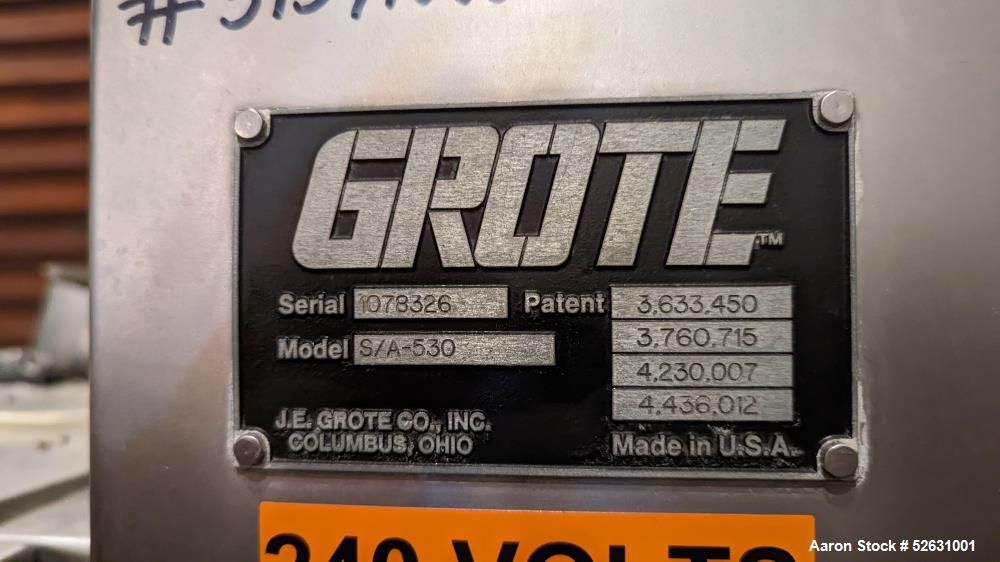 GROTE™
Serial 1078326 Patent 3,633,450
3,760,715
Model S/A-530
4,230,007
4,436,012
J.E. GROTE CO., INC.
COLUMBUS, OHIO
Made in U.S.A.
240 VOLTS
Aaron Stock # 52631001